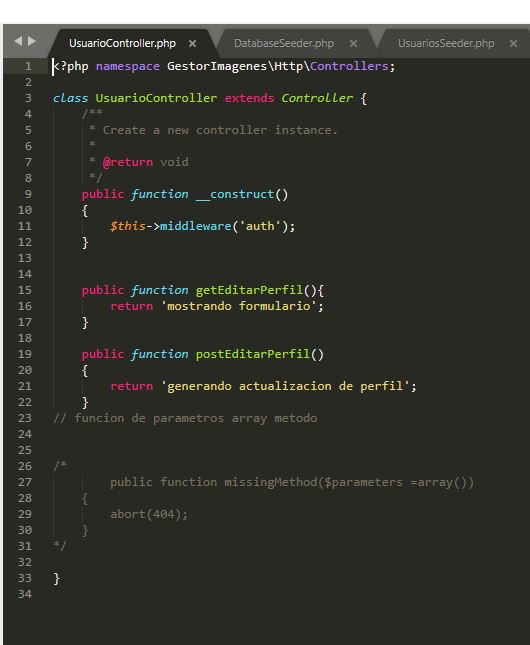 UsuarioController.php × DatabaseSeeder.php × UsuariosSeeder.php ×
1 <?php namespace GestorImagenes\Http\Controllers;
2
3 class UsuarioController extends Controller {
4 /**
5 * Create a new controller instance.
6 *
7 * @return void
8 */
9 public function __construct()
10 {
11 $this->middleware('auth');
12 }
13
14
15 public function getEditarPerfil(){
16 return 'mostrando formulario';
17 }
18
19 public function postEditarPerfil()
20 {
21 return 'generando actualizacion de perfil';
22 }
23 // funcion de parametros array metodo
24
25
26 /*
27 public function missingMethod($parameters =array())
28 {
29 abort(404);
30 }
31 */
32
33 }
34